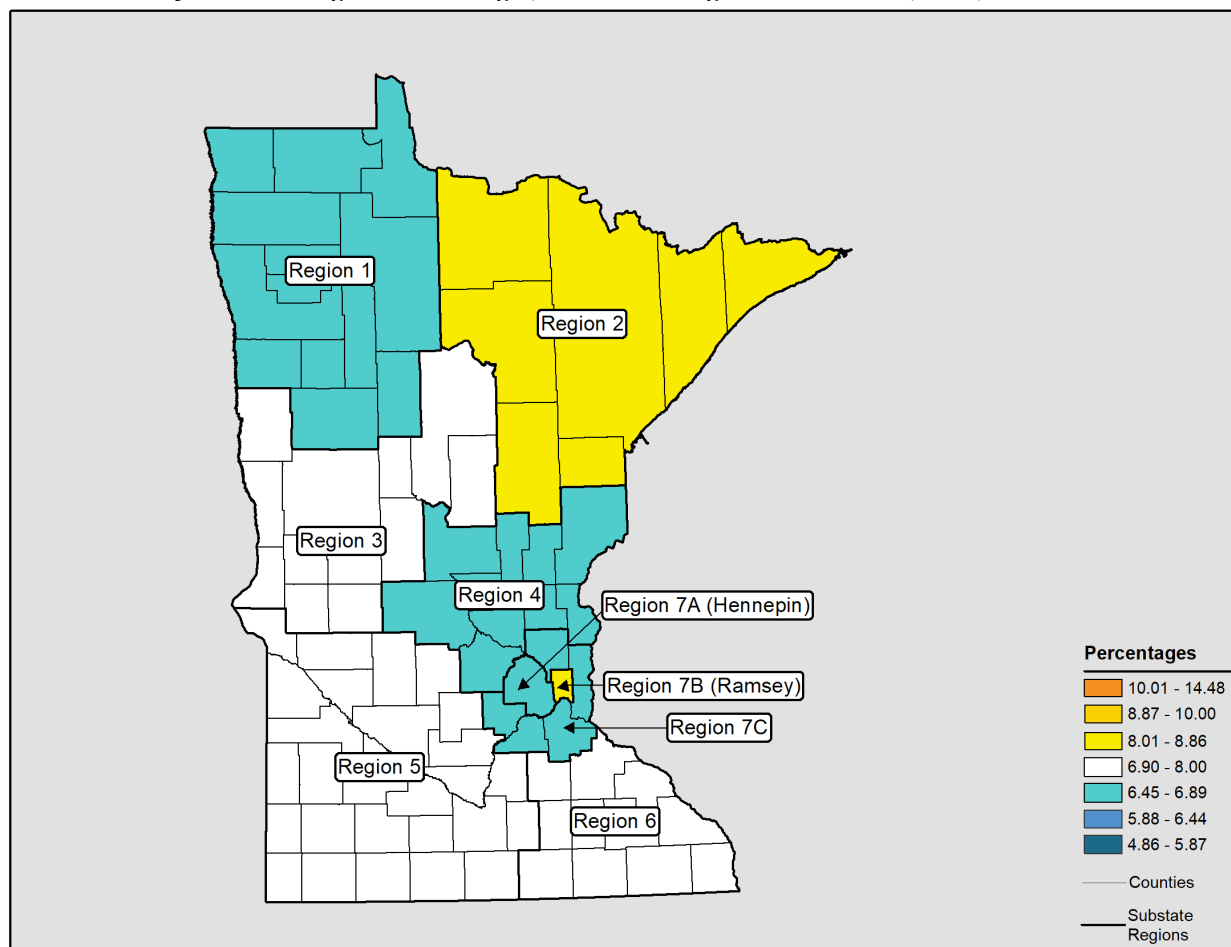 Region 1
Region 2
Region 3
Region 4
Region 7A (Hennepin)
Region 7B (Ramsey)
Region 7C
Region 5
Region 6
Percentages
10.01 - 14.48
8.87 - 10.00
8.01 - 8.86
6.90 - 8.00
6.45 - 6.89
5.88 - 6.44
4.86 - 5.87
Counties
Substate
Regions